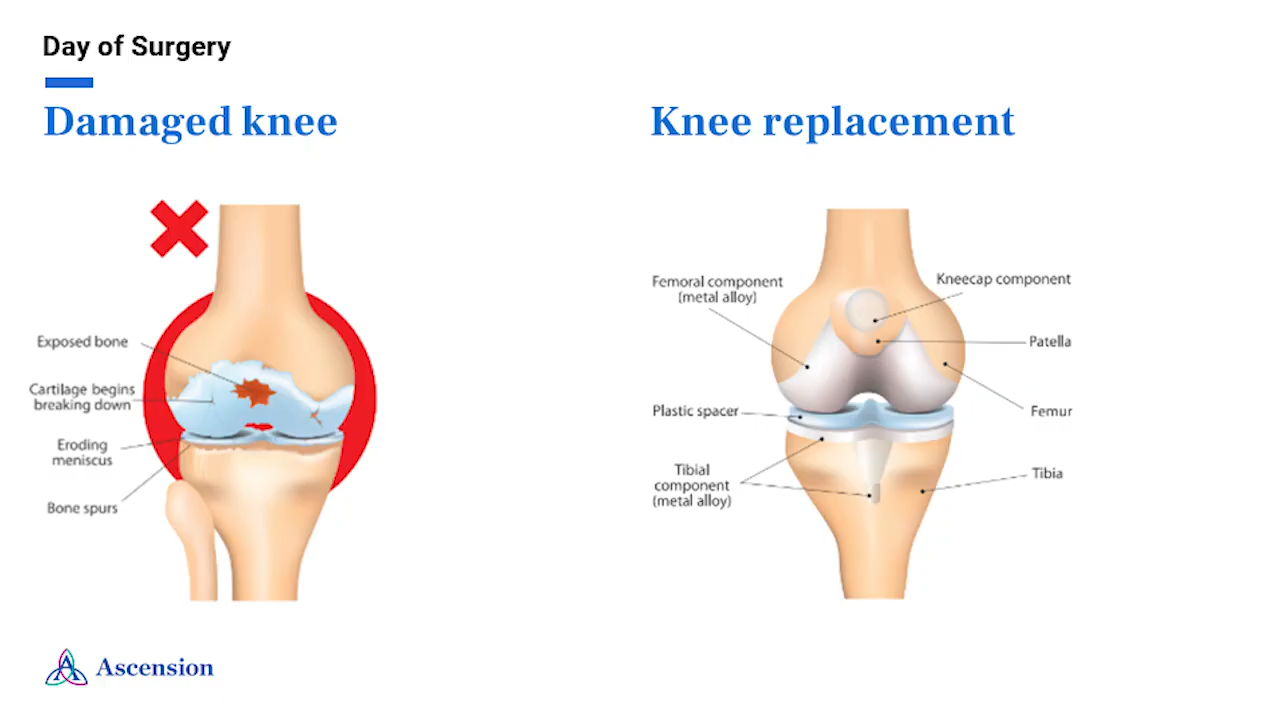 Day of Surgery
Damaged knee
Exposed bone
Cartilage begins
breaking down
Eroding
meniscus
Bone spurs
Knee replacement
Femoral component
(metal alloy)
Kneecap component
Patella
Plastic spacer
Femur
Tibial
component
(metal alloy)
Tibia
Ascension